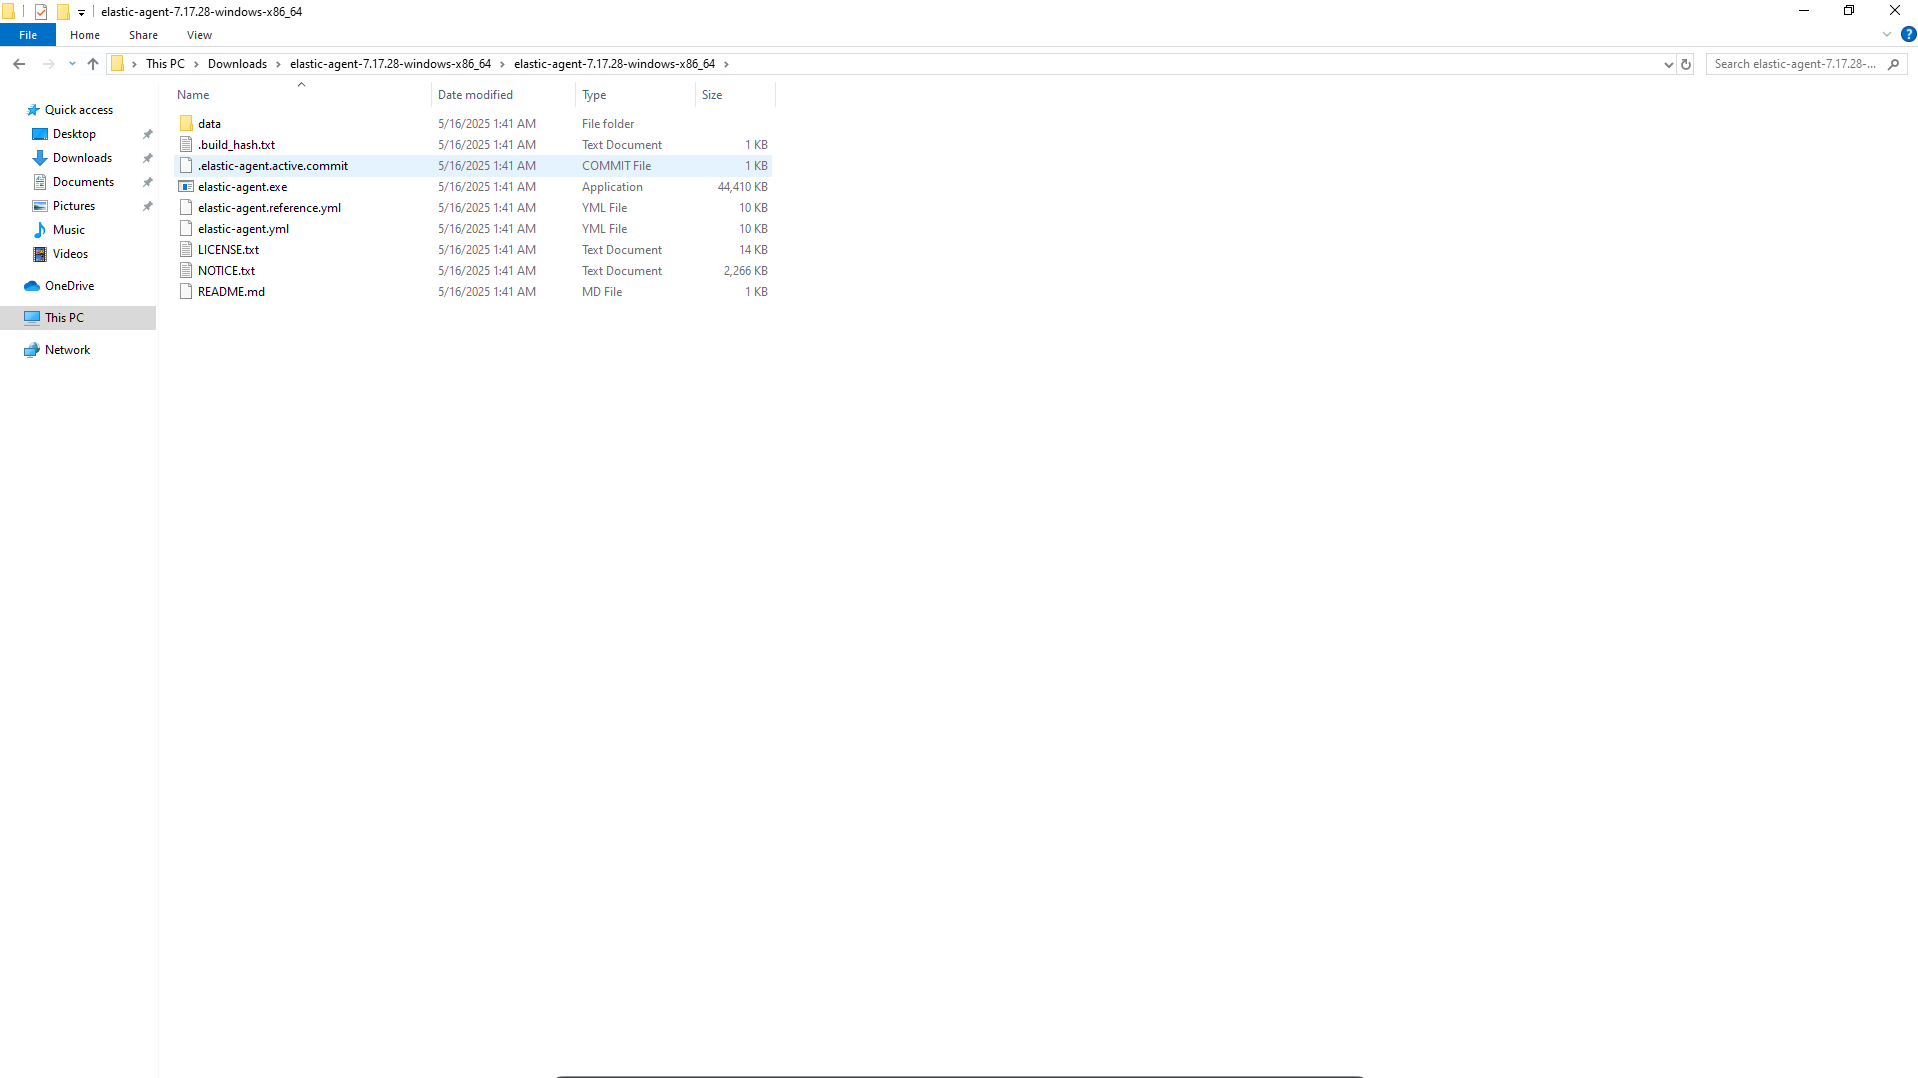 elastic-agent-7.17.28-windows-x86_64
File Home Share View
This PC > Downloads > elastic-agent-7.17.28-windows-x86_64 > elastic-agent-7.17.28-windows-x86_64 >
Search elastic-agent-7.17.28-...
Quick access
Desktop
Downloads
Documents
Pictures
Music
Videos
OneDrive
This PC
Network
Name Date modified Type Size
data 5/16/2025 1:41 AM File folder
.build_hash.txt 5/16/2025 1:41 AM Text Document 1 KB
.elastic-agent.active.commit 5/16/2025 1:41 AM COMMIT File 1 KB
elastic-agent.exe 5/16/2025 1:41 AM Application 44,410 KB
elastic-agent.reference.yml 5/16/2025 1:41 AM YML File 10 KB
elastic-agent.yml 5/16/2025 1:41 AM YML File 10 KB
LICENSE.txt 5/16/2025 1:41 AM Text Document 14 KB
NOTICE.txt 5/16/2025 1:41 AM Text Document 2,266 KB
README.md 5/16/2025 1:41 AM MD File 1 KB